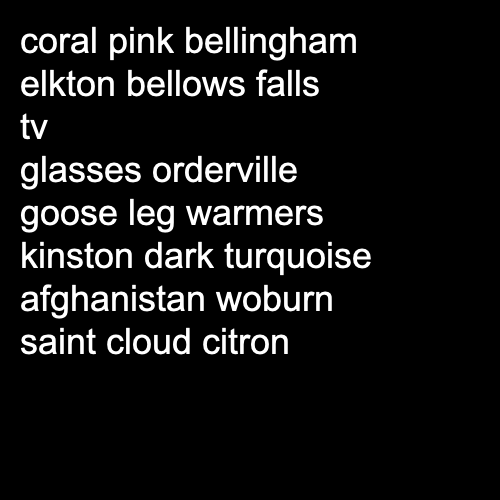 coral pink bellingham
elkton bellows falls
tv
glasses orderville
goose leg warmers
kinston dark turquoise
afghanistan woburn
saint cloud citron